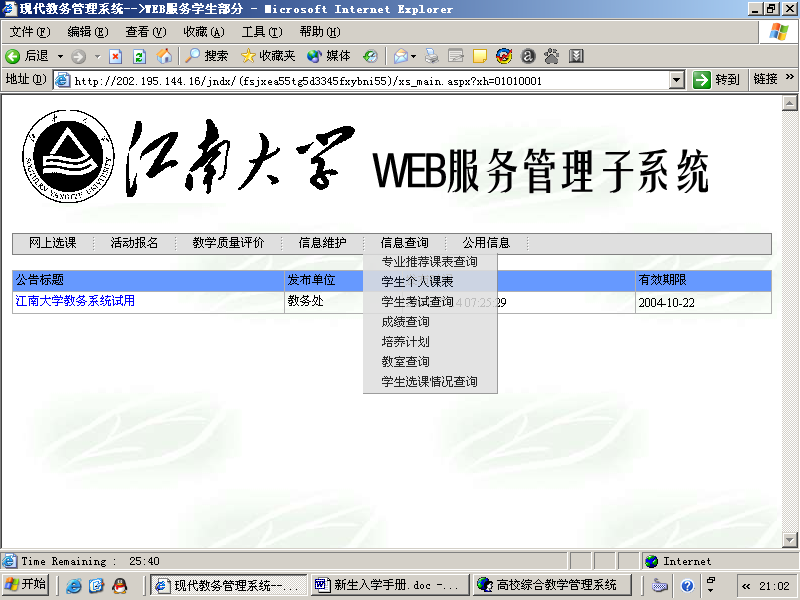 现代教务管理系统-->WEB服务学生部分 - Microsoft Internet Explorer
文件(F) 编辑(E) 查看(V) 收藏(A) 工具(T) 帮助(H)
后退 搜索 收藏夹 媒体
地址(D) http://202.195.144.16/jndx/(fsjxea55tg5d3345fxybni55)/xs_main.aspx?xh=01010001 转到 链接 »
江南大学 WEB服务管理子系统
SOUTHERN YANGTZE UNIVERSITY
网上选课 活动报名 教学质量评价 信息维护 信息查询 公用信息
专业推荐课表查询
公告标题 发布单位 学生个人课表 有效期限
江南大学教务系统试用 教务处 学生考试查询 4 07:25:29 2004-10-22
成绩查询
培养计划
教室查询
学生选课情况查询
Time Remaining : 25:40 Internet
开始 现代教务管理系统--... 新生入学手册.doc -... 高校综合教学管理系统 « 21:02